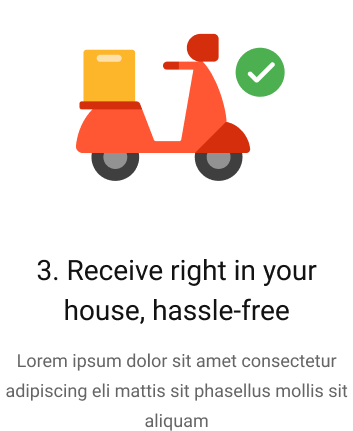 3. Receive right in your
house, hassle-free
Lorem ipsum dolor sit amet consectetur
adipiscing eli mattis sit phasellus mollis sit
aliquam